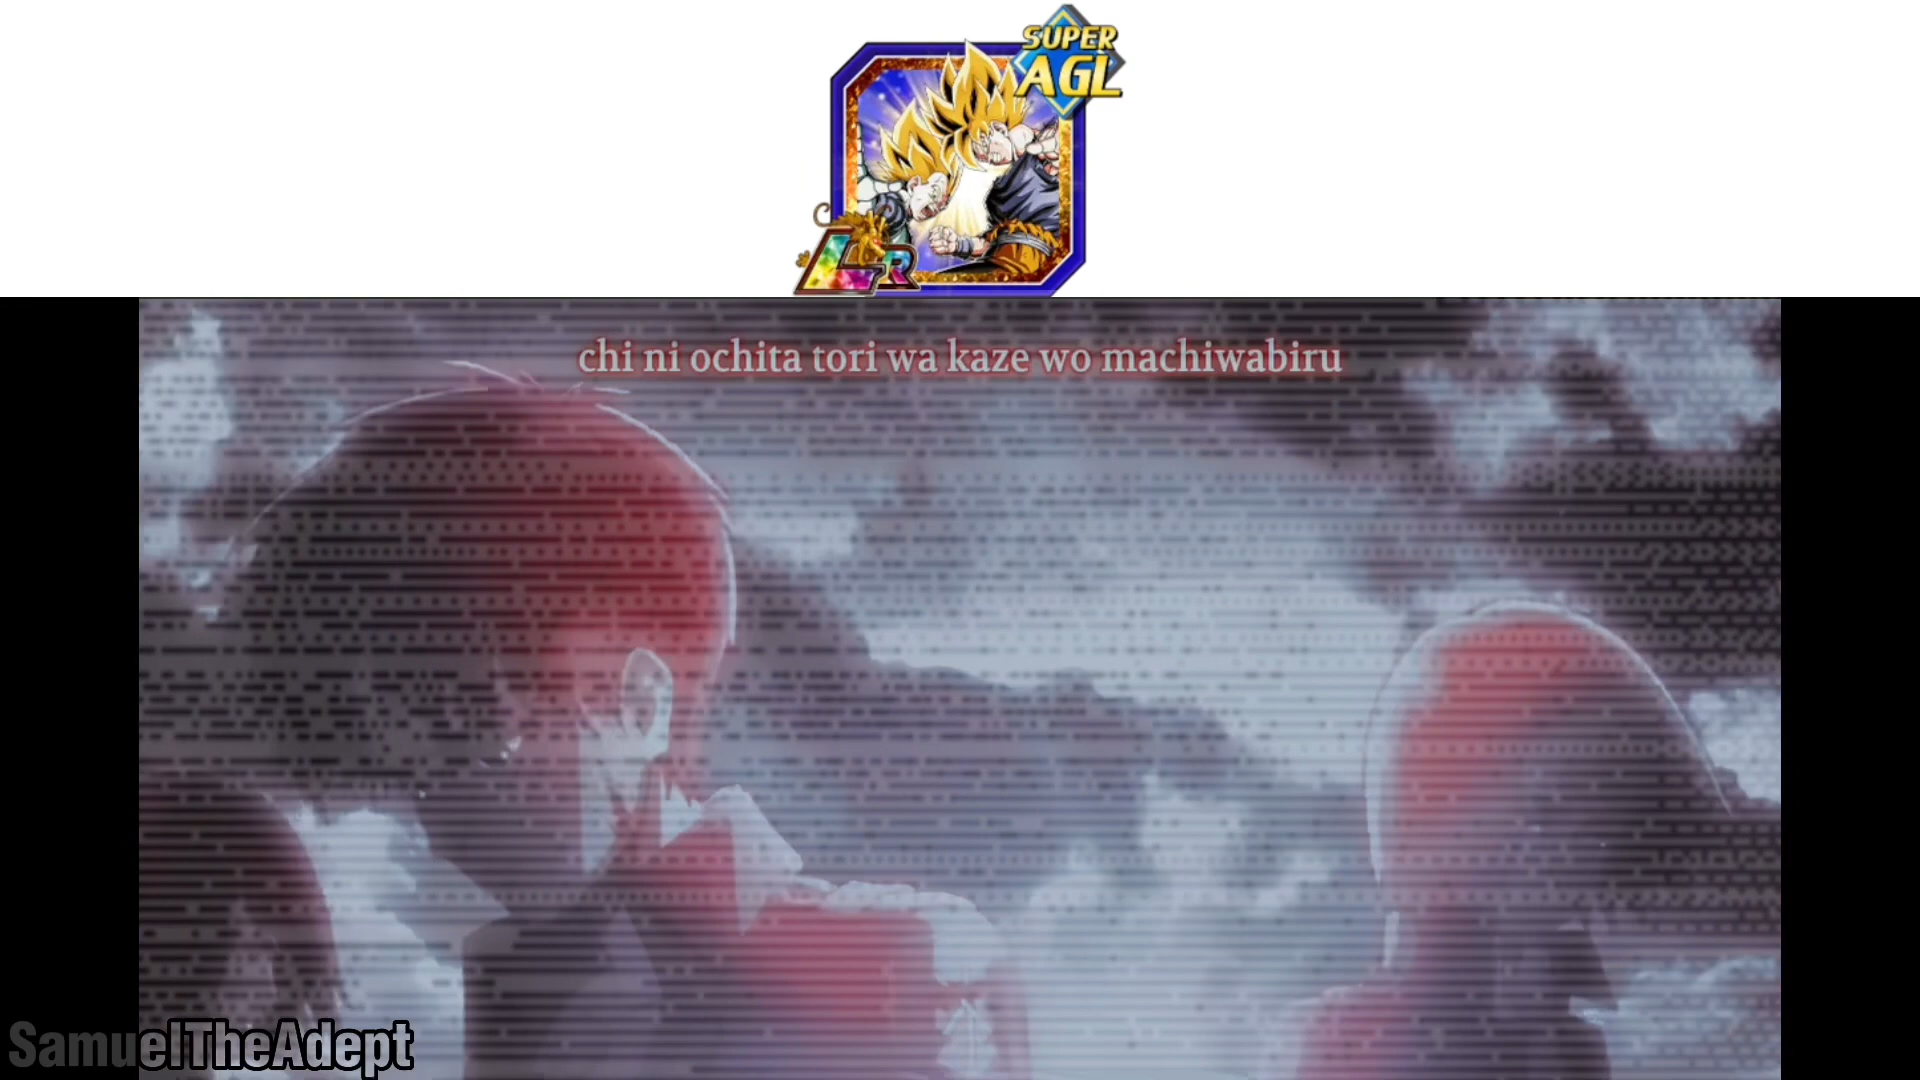 SUPER
AGL
LR
chi ni ochita tori wa kaze wo machiwabiru
SamuelTheAdept